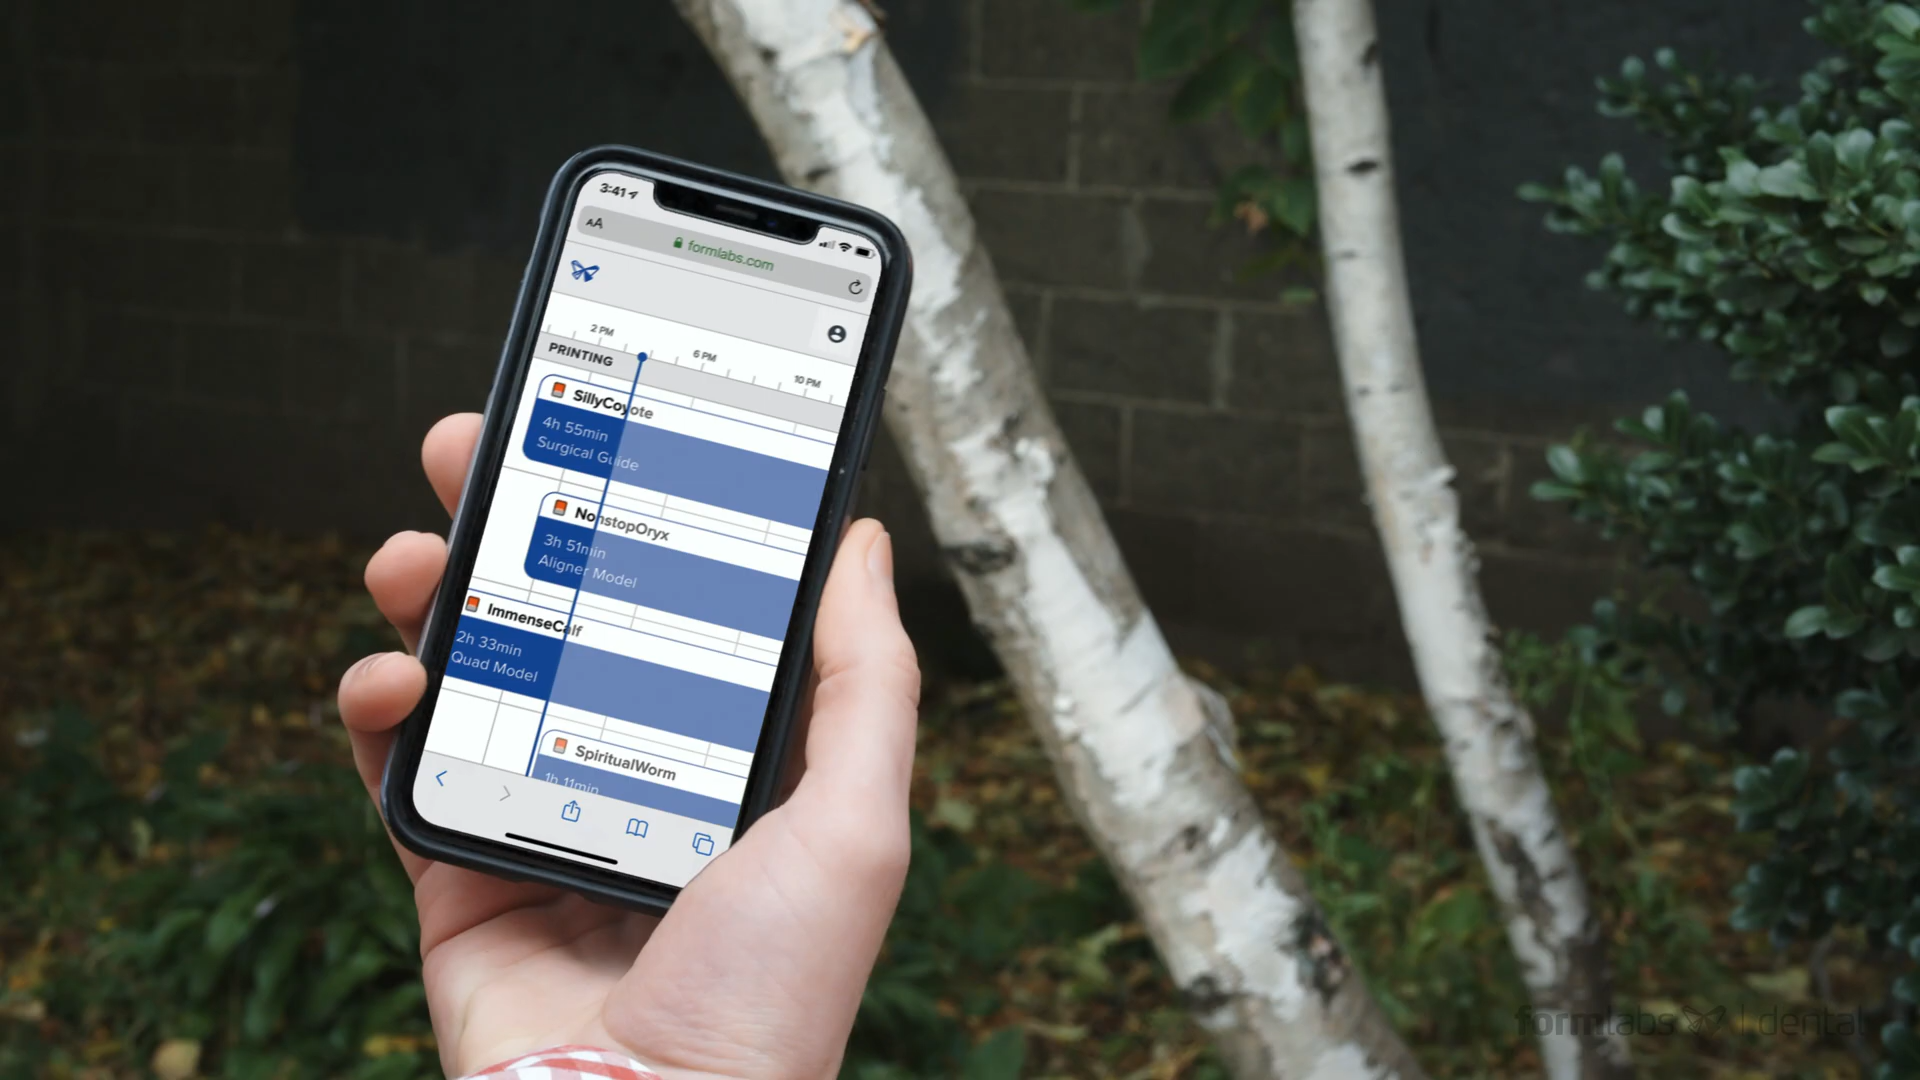 3:41
AA
formlabs.com
2 PM
6 PM
10 PM
PRINTING
SillyCoyote
4h 55min
Surgical Guide
NonstopOryx
3h 51min
Aligner Model
ImmenseCalf
2h 33min
Quad Model
SpiritualWorm
1h 11min
formlabs | dental